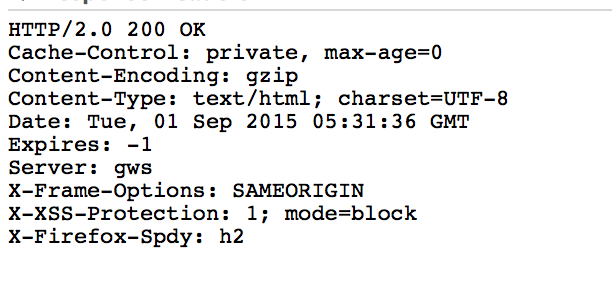 HTTP/2.0 200 OK
Cache-Control: private, max-age=0
Content-Encoding: gzip
Content-Type: text/html; charset=UTF-8
Date: Tue, 01 Sep 2015 05:31:36 GMT
Expires: -1
Server: gws
X-Frame-Options: SAMEORIGIN
X-XSS-Protection: 1; mode=block
X-Firefox-Spdy: h2